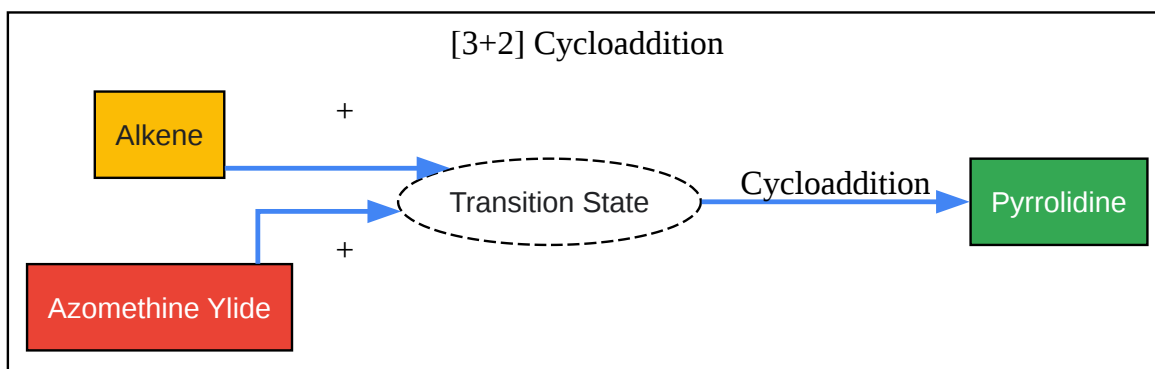 [3+2] Cycloaddition
+
Alkene
Transition State
Cycloaddition
Pyrrolidine
+
Azomethine Ylide